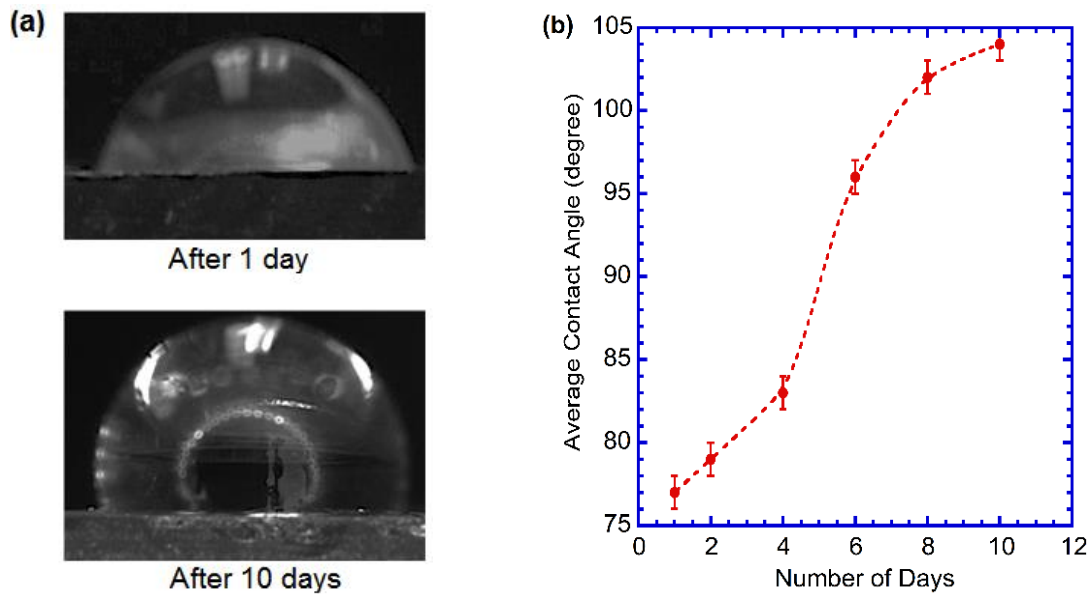 (a)
After 1 day
After 10 days
(b)
Average Contact Angle (degree)
105
100
95
90
85
80
75
0 2 4 6 8 10 12
Number of Days